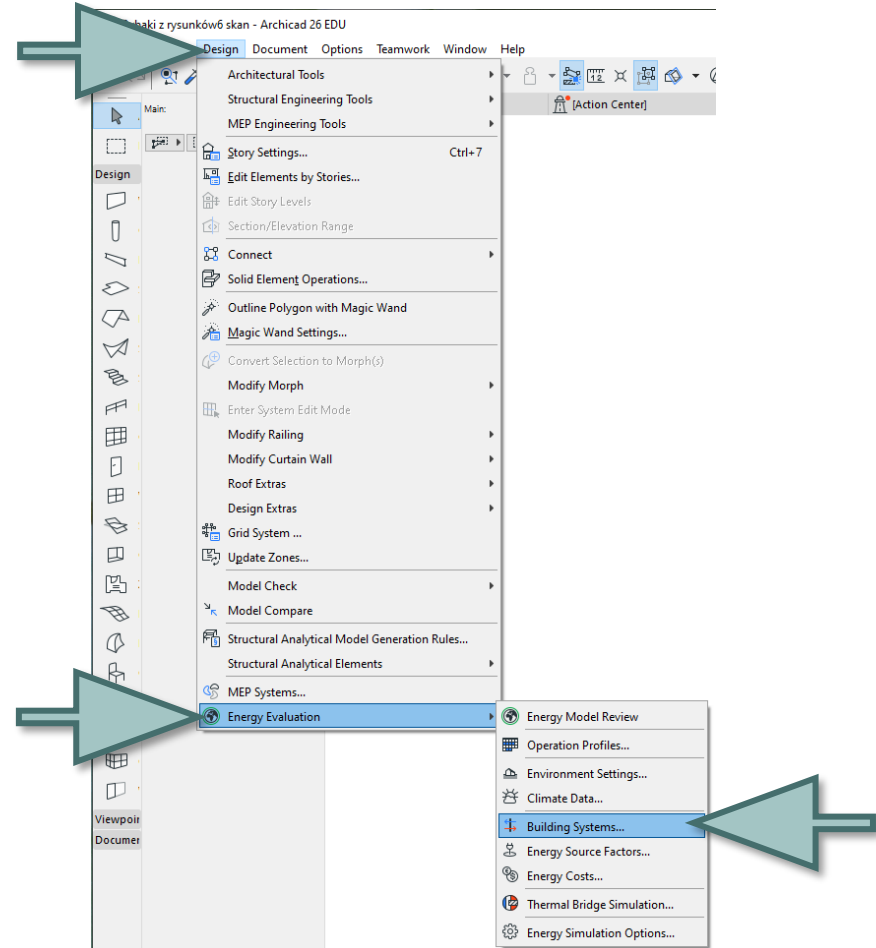 baki z rysunków6 skan - Archicad 26 EDU
Design Document Options Teamwork Window Help
Main:
[Action Center]
Design
Architectural Tools
Structural Engineering Tools
MEP Engineering Tools
Story Settings... Ctrl+7
Edit Elements by Stories...
Edit Story Levels
Section/Elevation Range
Connect
Solid Element Operations...
Outline Polygon with Magic Wand
Magic Wand Settings...
Convert Selection to Morph(s)
Modify Morph
Enter System Edit Mode
Modify Railing
Modify Curtain Wall
Roof Extras
Design Extras
Grid System ...
Update Zones...
Model Check
Model Compare
Structural Analytical Model Generation Rules...
Structural Analytical Elements
MEP Systems...
Energy Evaluation
Energy Model Review
Operation Profiles...
Environment Settings...
Climate Data...
Building Systems...
Energy Source Factors...
Energy Costs...
Thermal Bridge Simulation...
Energy Simulation Options...
Viewpoin
Documen